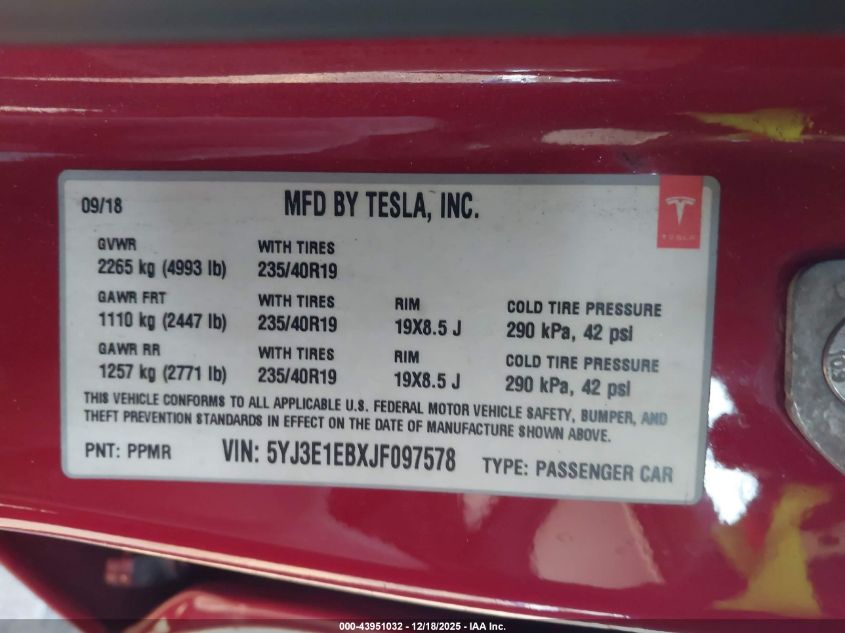 09/18 MFD BY TESLA, INC.
TESLA
GVWR WITH TIRES
2265 kg (4993 lb) 235/40R19
GAWR FRT WITH TIRES RIM COLD TIRE PRESSURE
1110 kg (2447 lb) 235/40R19 19X8.5 J 290 kPa, 42 psi
GAWR RR WITH TIRES RIM COLD TIRE PRESSURE
1257 kg (2771 lb) 235/40R19 19X8.5 J 290 kPa, 42 psi
THIS VEHICLE CONFORMS TO ALL APPLICABLE U.S. FEDERAL MOTOR VEHICLE SAFETY, BUMPER, AND
THEFT PREVENTION STANDARDS IN EFFECT ON THE DATE OF MANUFACTURE SHOWN ABOVE.
PNT: PPMR VIN: 5YJ3E1EBXJF097578 TYPE: PASSENGER CAR
000-43951032 - 12/18/2025 - IAA Inc.